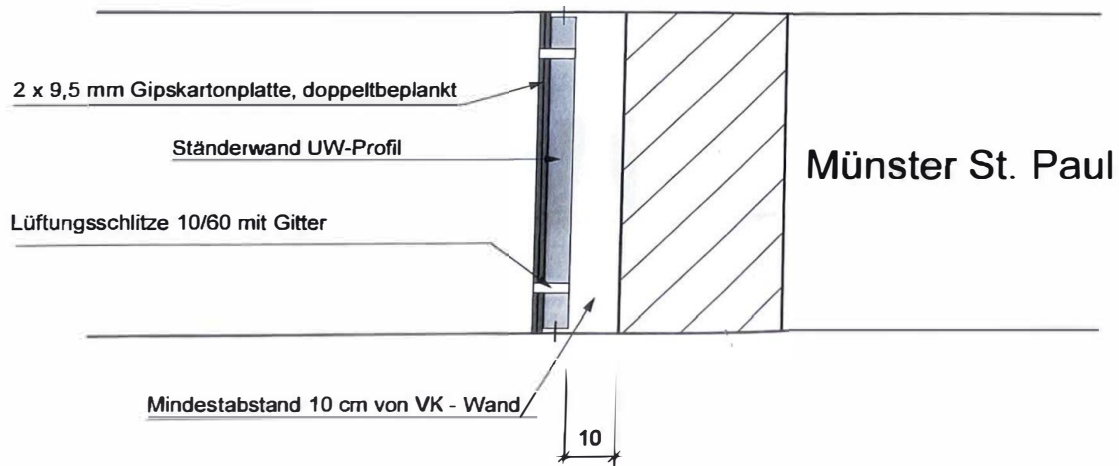 2 x 9,5 mm Gipskartonplatte, doppeltbeplankt
Ständerwand UW-Profil
Münster St. Paul
Lüftungsschlitze 10/60 mit Gitter
Mindestabstand 10 cm von VK - Wand
10